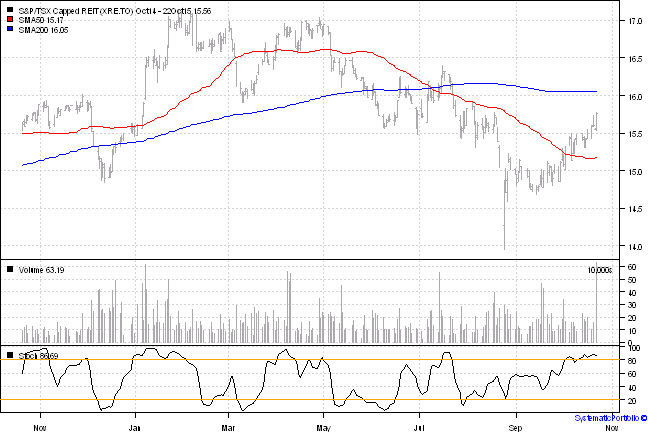 S&P/TSX Capped REIT(XRE.TO) Oct14 - 22Oct15 15.56
SMA50 15.17
SMA200 16.05
17.0
16.5
16.0
15.5
15.0
14.5
14.0
Volume 63.19
10,000s
60
50
40
30
20
10
0
Stoch 86.69
100
80
60
40
20
Nov
Jan
Mar
May
Jul
Sep
Nov
SystematicPortfolio ©